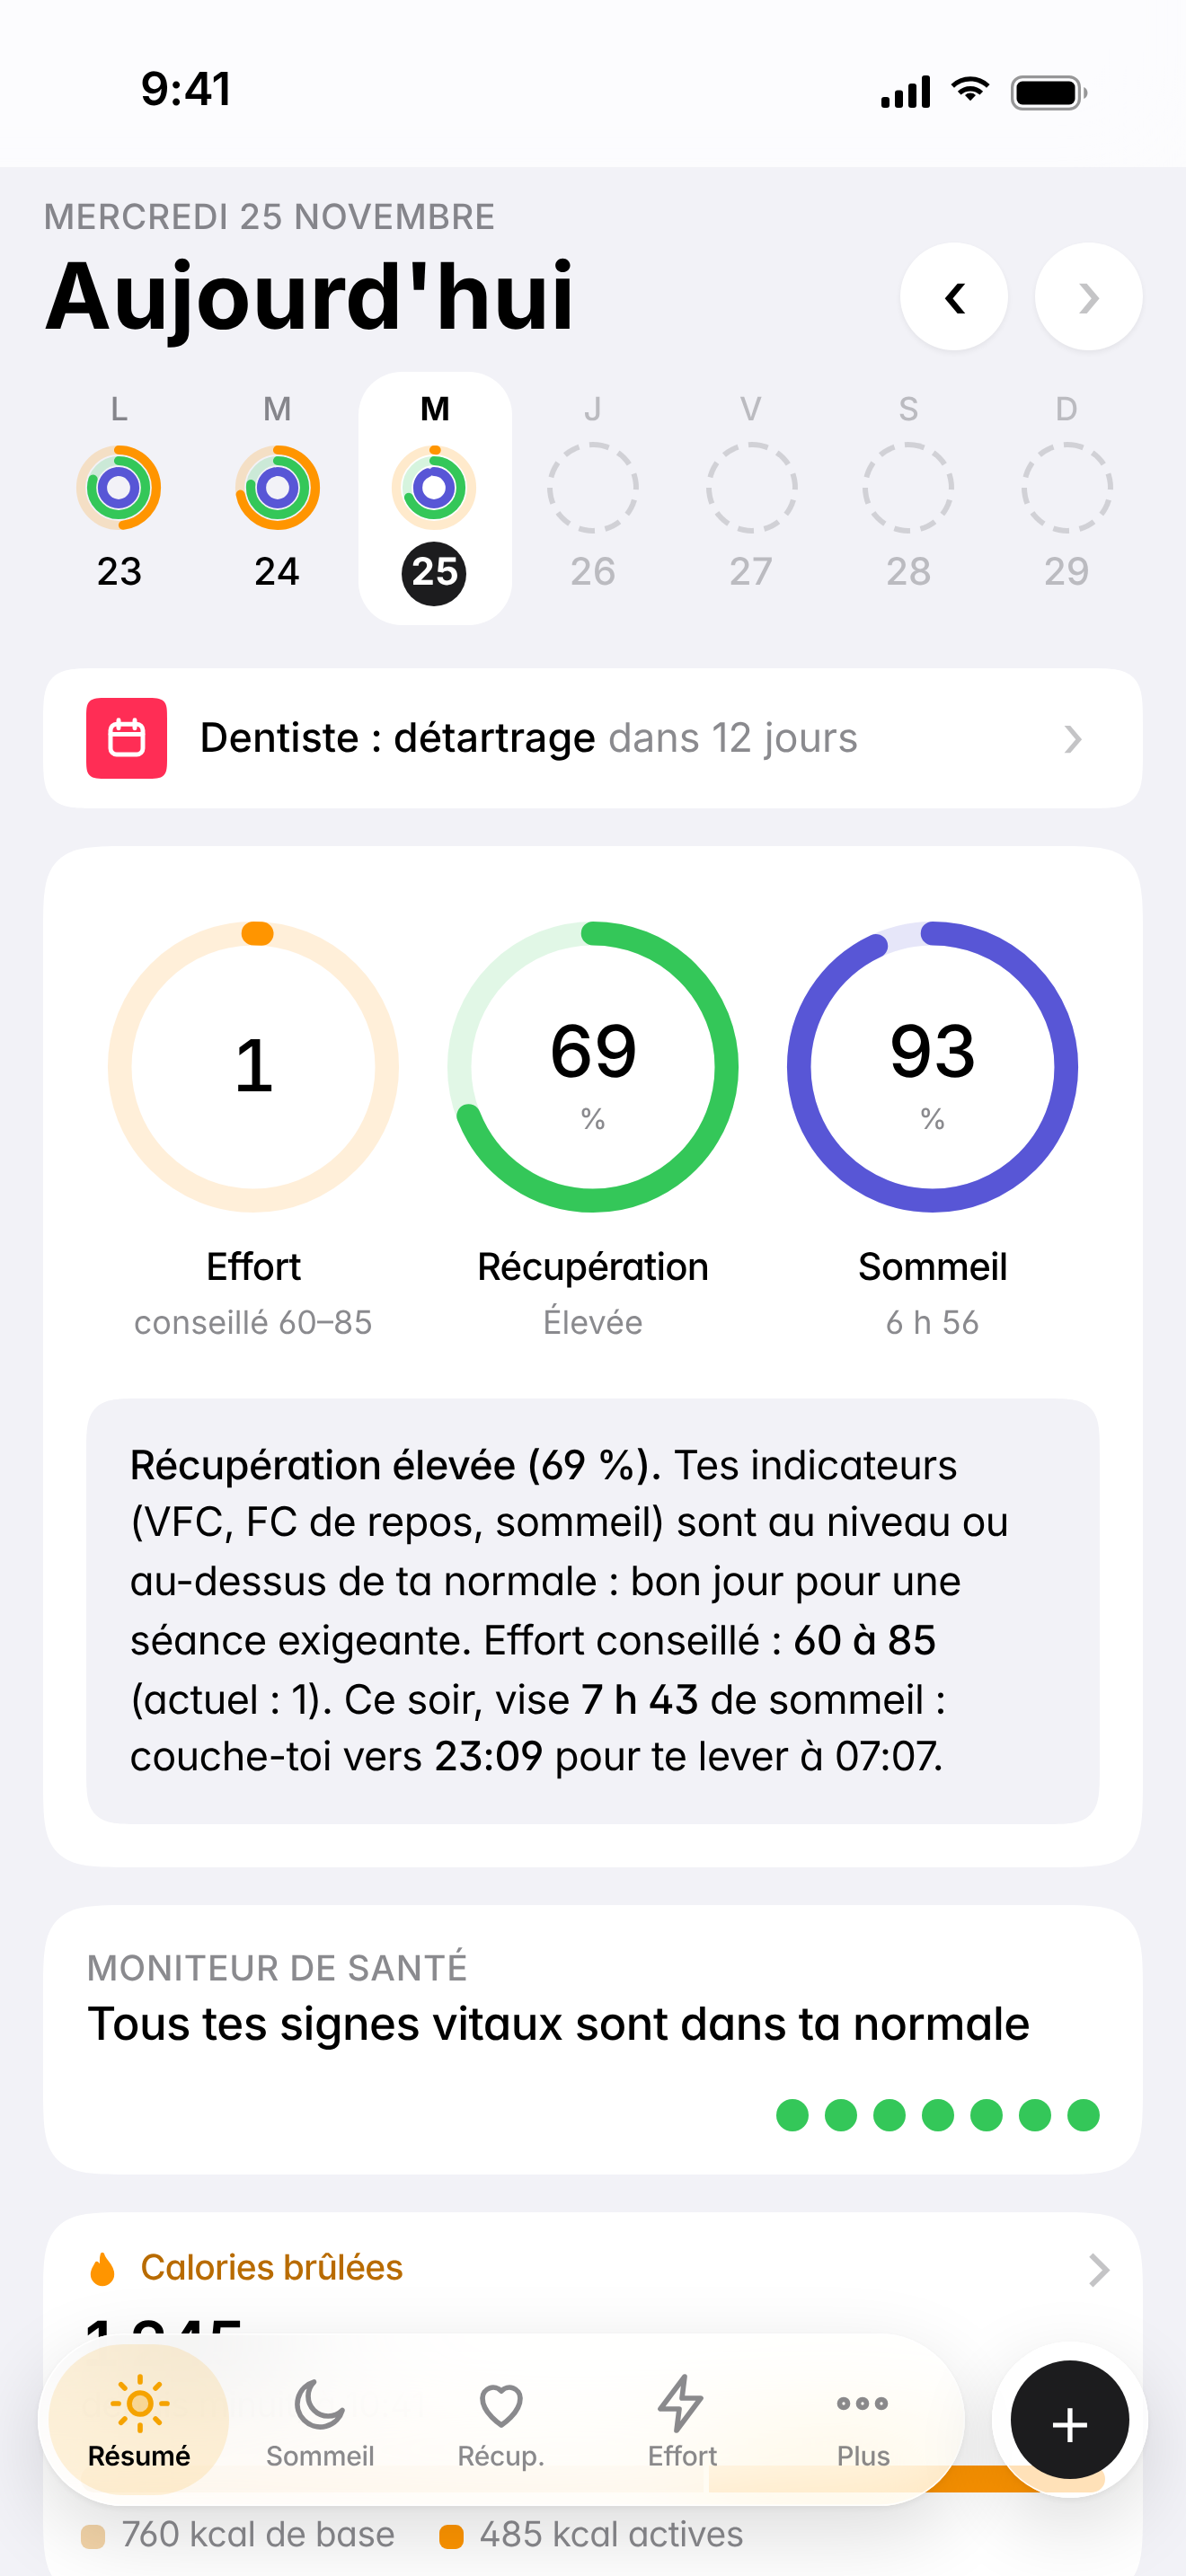 9:41
MERCREDI 25 NOVEMBRE
Aujourd'hui
L M M J V S D
23 24 25 26 27 28 29
Dentiste : détartrage dans 12 jours
1 69 93
% %
Effort Récupération Sommeil
conseillé 60–85 Élevée 6 h 56
Récupération élevée (69 %). Tes indicateurs
(VFC, FC de repos, sommeil) sont au niveau ou
au-dessus de ta normale : bon jour pour une
séance exigeante. Effort conseillé : 60 à 85
(actuel : 1). Ce soir, vise 7 h 43 de sommeil :
couche-toi vers 23:09 pour te lever à 07:07.
MONITEUR DE SANTÉ
Tous tes signes vitaux sont dans ta normale
Calories brûlées
Résumé Sommeil Récup. Effort Plus
760 kcal de base 485 kcal actives